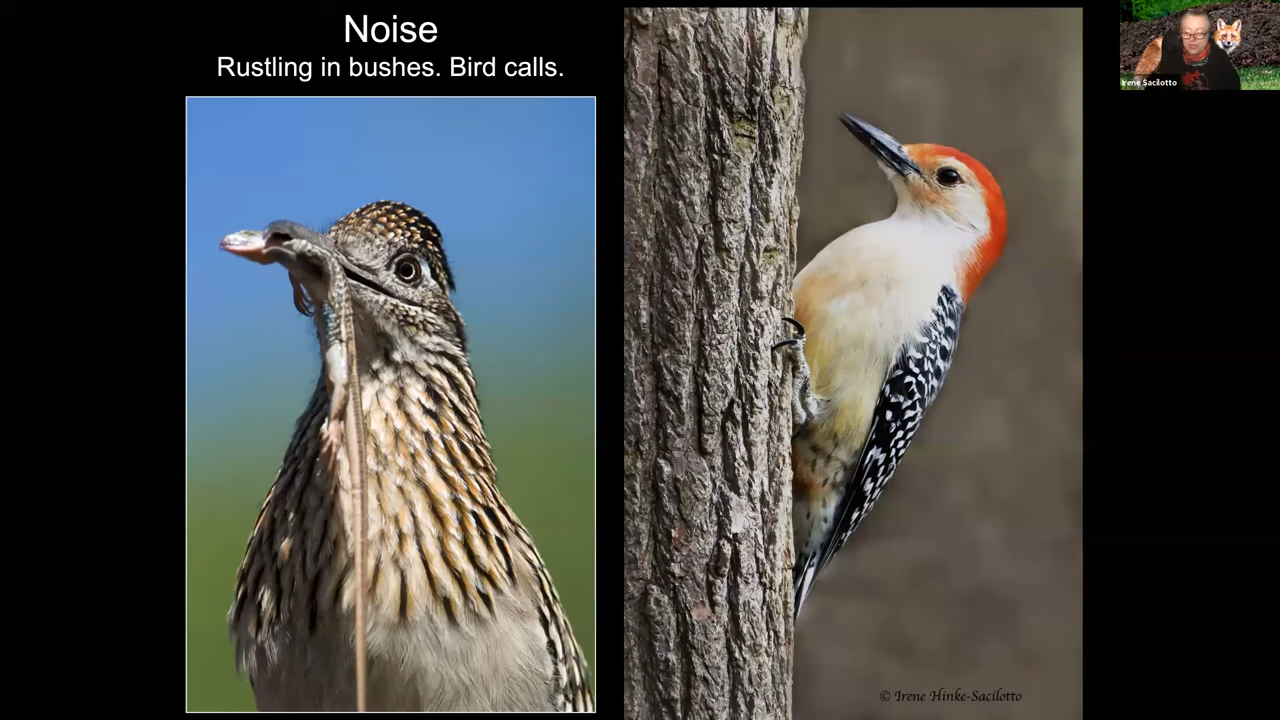 Noise
Rustling in bushes. Bird calls.
Irene Sacilotto
© Irene Hinke-Sacilotto